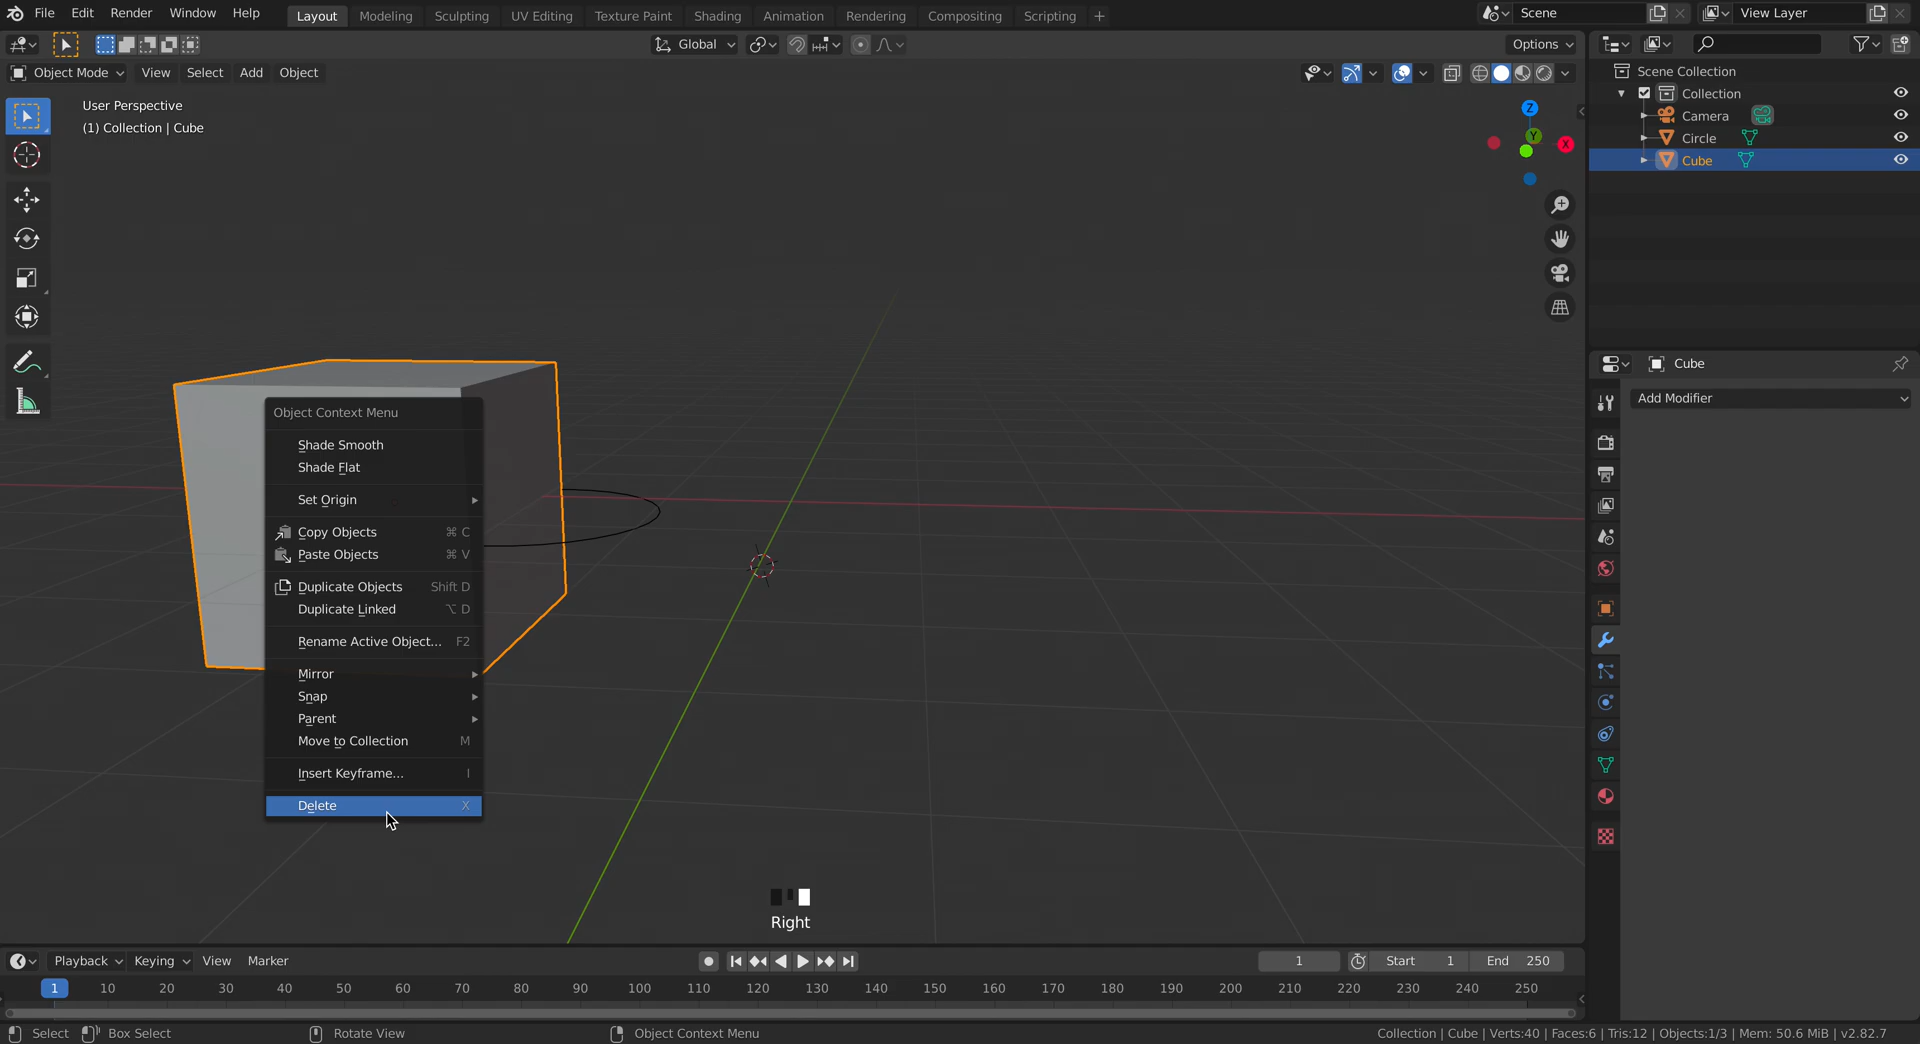 File Edit Render Window Help Layout Modeling Sculpting UV Editing Texture Paint Shading Animation Rendering Compositing Scripting + Scene View Layer
Global Options
Object Mode View Select Add Object
User Perspective
(1) Collection | Cube
Z
Y
X
Scene Collection
Collection
Camera
Circle
Cube
Cube
Add Modifier
Object Context Menu
Shade Smooth
Shade Flat
Set Origin
Copy Objects ⌘ C
Paste Objects ⌘ V
Duplicate Objects Shift D
Duplicate Linked ⌥ D
Rename Active Object... F2
Mirror
Snap
Parent
Move to Collection M
Insert Keyframe... I
Delete X
Right
Playback Keying View Marker 1 Start 1 End 250
1 10 20 30 40 50 60 70 80 90 100 110 120 130 140 150 160 170 180 190 200 210 220 230 240 250
Select Box Select Rotate View Object Context Menu Collection | Cube | Verts:40 | Faces:6 | Tris:12 | Objects:1/3 | Mem: 50.6 MiB | v2.82.7